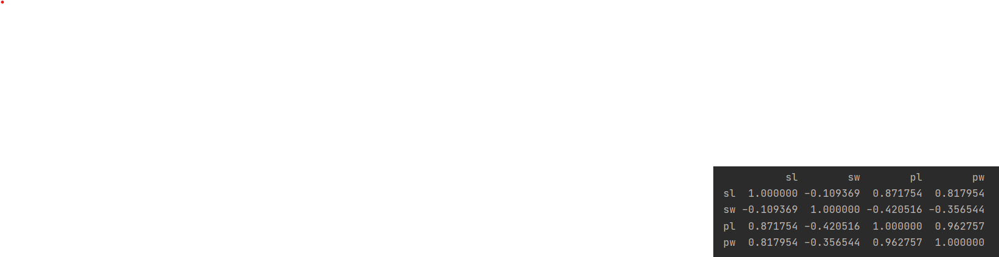 sl sw pl pw
sl 1.000000 -0.109369 0.871754 0.817954
sw -0.109369 1.000000 -0.420516 -0.356544
pl 0.871754 -0.420516 1.000000 0.962757
pw 0.817954 -0.356544 0.962757 1.000000